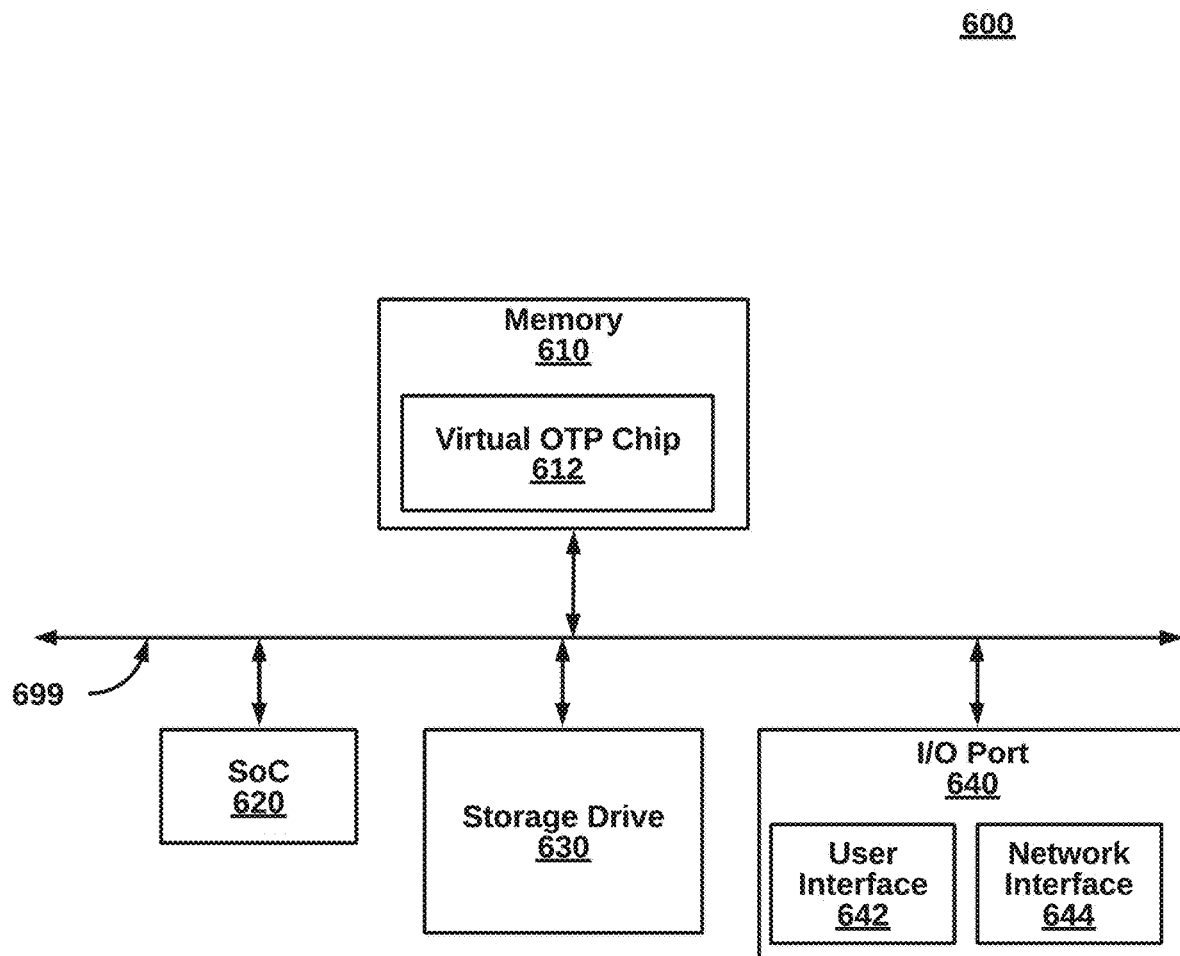 600
Memory
610
Virtual OTP Chip
612
699
SoC
620
Storage Drive
630
I/O Port
640
User
Interface
642
Network
Interface
644